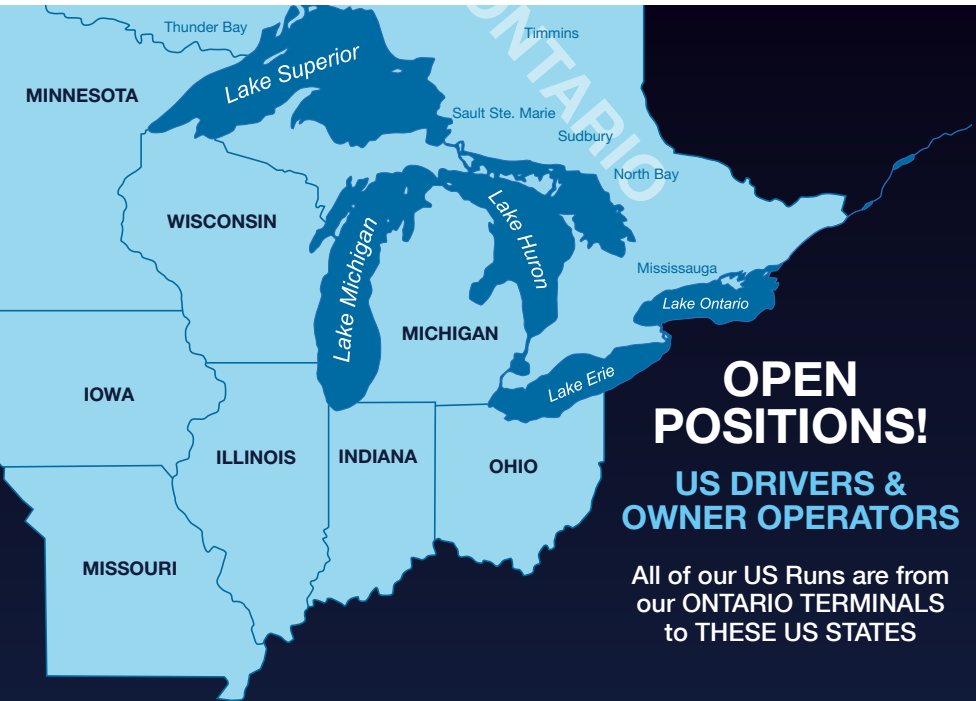 Thunder Bay
Timmins
ONTARIO
Lake Superior
MINNESOTA
Sault Ste. Marie
Sudbury
North Bay
WISCONSIN
Lake Michigan
Lake Huron
Mississauga
Lake Ontario
MICHIGAN
Lake Erie
IOWA
ILLINOIS
INDIANA
OHIO
MISSOURI
OPEN
POSITIONS!
US DRIVERS &
OWNER OPERATORS
All of our US Runs are from
our ONTARIO TERMINALS
to THESE US STATES